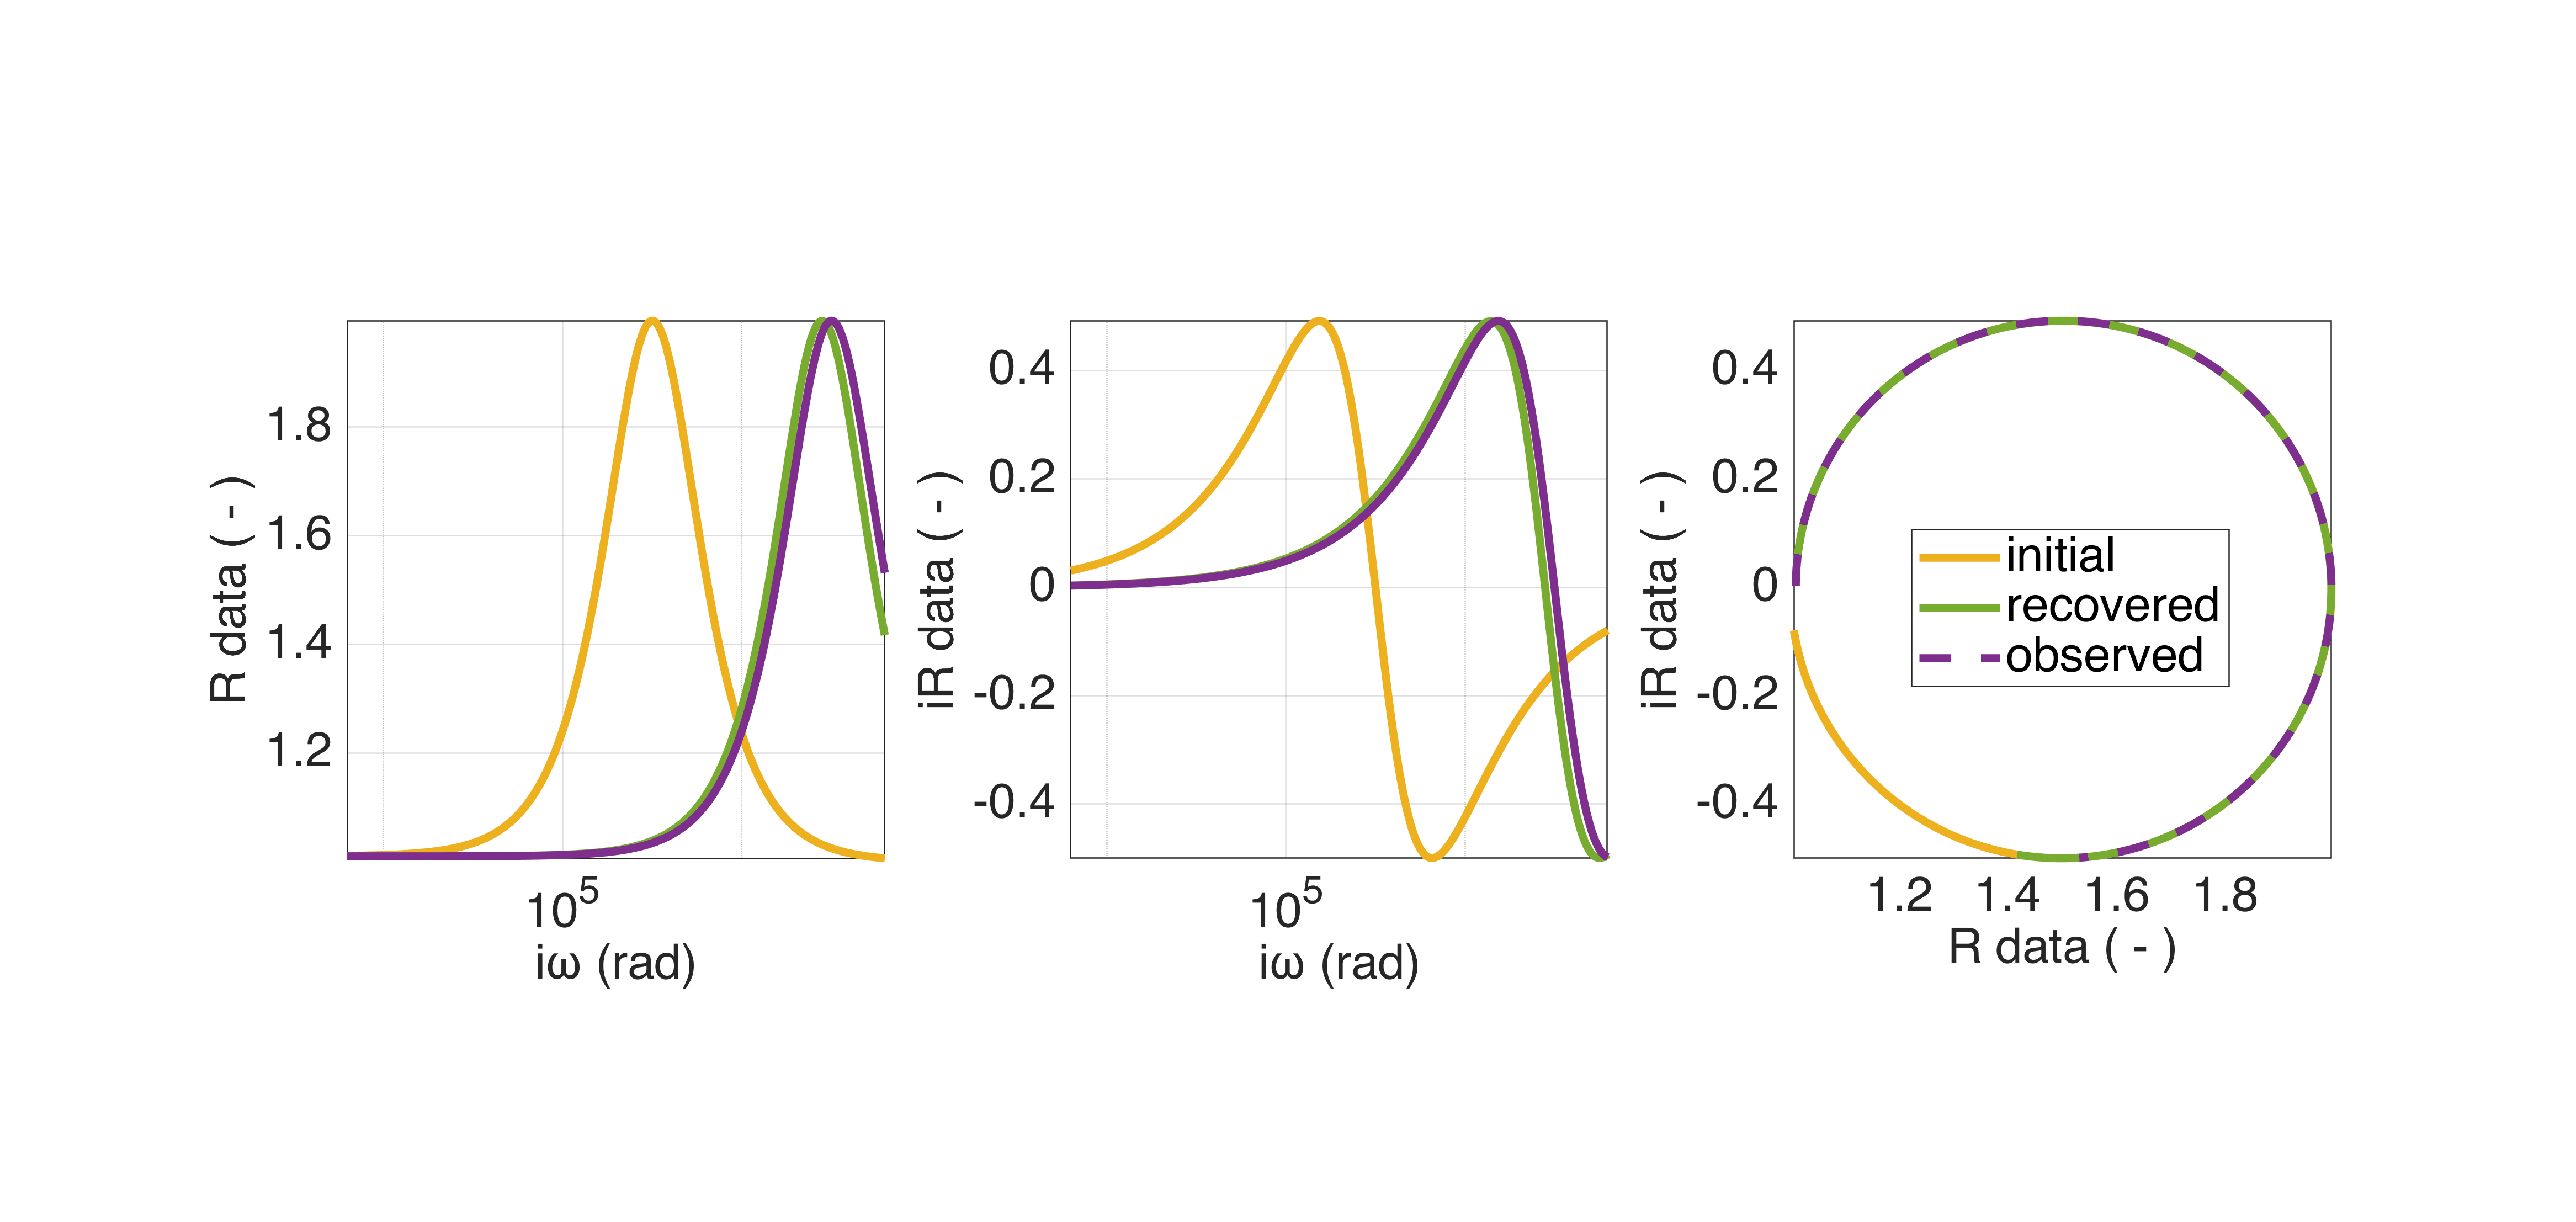 R data ( - )
1.8
1.6
1.4
1.2
10^5
iω (rad)
iR data ( - )
0.4
0.2
0
-0.2
-0.4
10^5
iω (rad)
iR data ( - )
0.4
0.2
0
-0.2
-0.4
initial
recovered
observed
1.2 1.4 1.6 1.8
R data ( - )